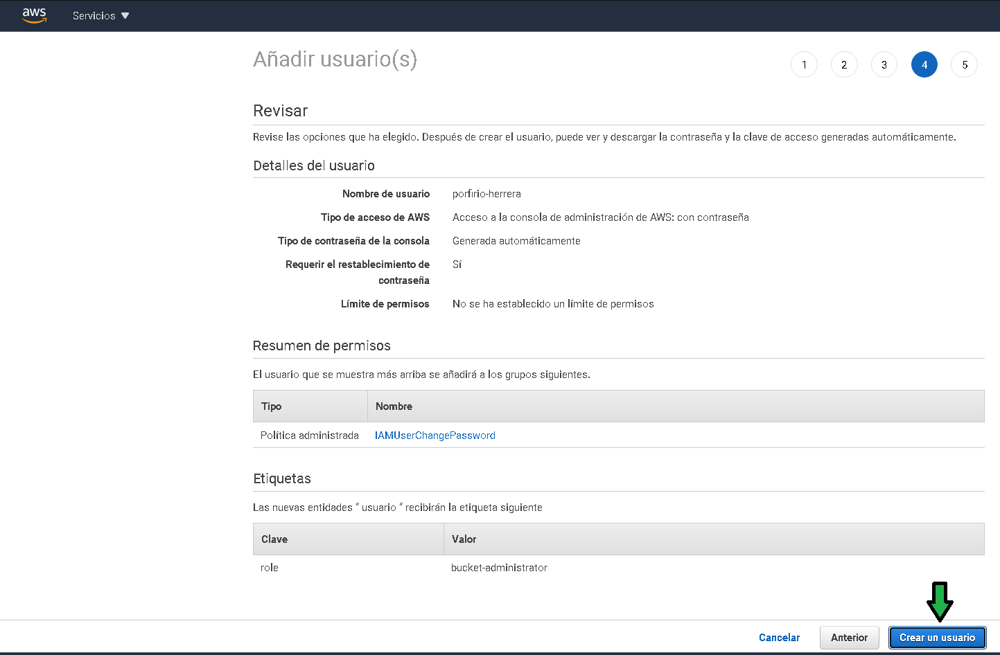 aws Servicios
Añadir usuario(s)
1 2 3 4 5
Revisar
Revise las opciones que ha elegido. Después de crear el usuario, puede ver y descargar la contraseña y la clave de acceso generadas automáticamente.
Detalles del usuario
Nombre de usuario porfirio-herrera
Tipo de acceso de AWS Acceso a la consola de administración de AWS: con contraseña
Tipo de contraseña de la consola Generada automáticamente
Requerir el restablecimiento de Sí
contraseña
Límite de permisos No se ha establecido un límite de permisos
Resumen de permisos
El usuario que se muestra más arriba se añadirá a los grupos siguientes.
Tipo Nombre
Política administrada IAMUserChangePassword
Etiquetas
Las nuevas entidades “ usuario “ recibirán la etiqueta siguiente
Clave Valor
role bucket-administrator
Cancelar Anterior Crear un usuario